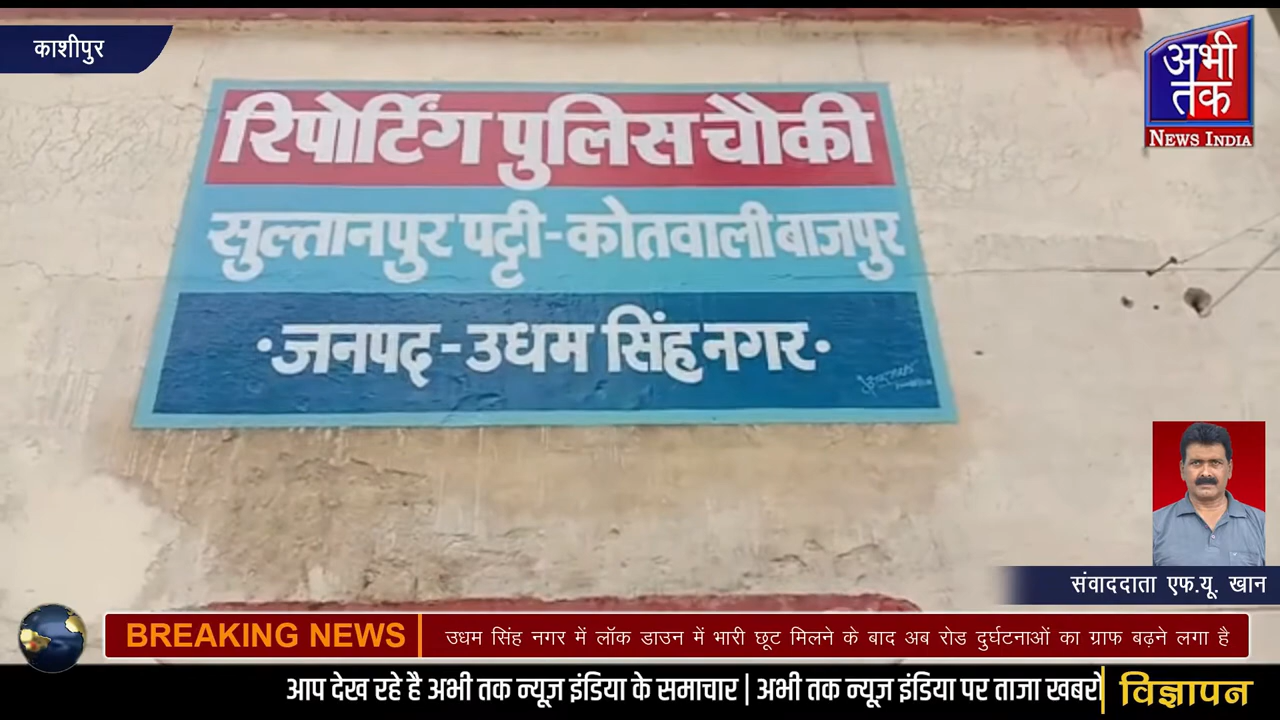 काशीपुर
अभी
तक
NEWS INDIA
रिपोर्टिंग पुलिस चौकी
सुल्तानपुर पट्टी-कोतवाली बाजपुर
•जनपद-उधम सिंह नगर•
संवाददाता एफ.यू. खान
BREAKING NEWS
उधम सिंह नगर में लॉक डाउन में भारी छूट मिलने के बाद अब रोड दुर्घटनाओं का ग्राफ बढ़ने लगा है
आप देख रहे है अभी तक न्यूज़ इंडिया के समाचार | अभी तक न्यूज़ इंडिया पर ताजा खबरों
विज्ञापन